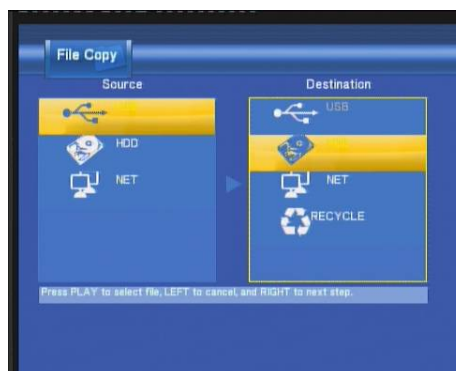 File Copy
Source
Destination
USB
HDD
NET
NET
RECYCLE
Press PLAY to select file, LEFT to cancel, and RIGHT to next step.